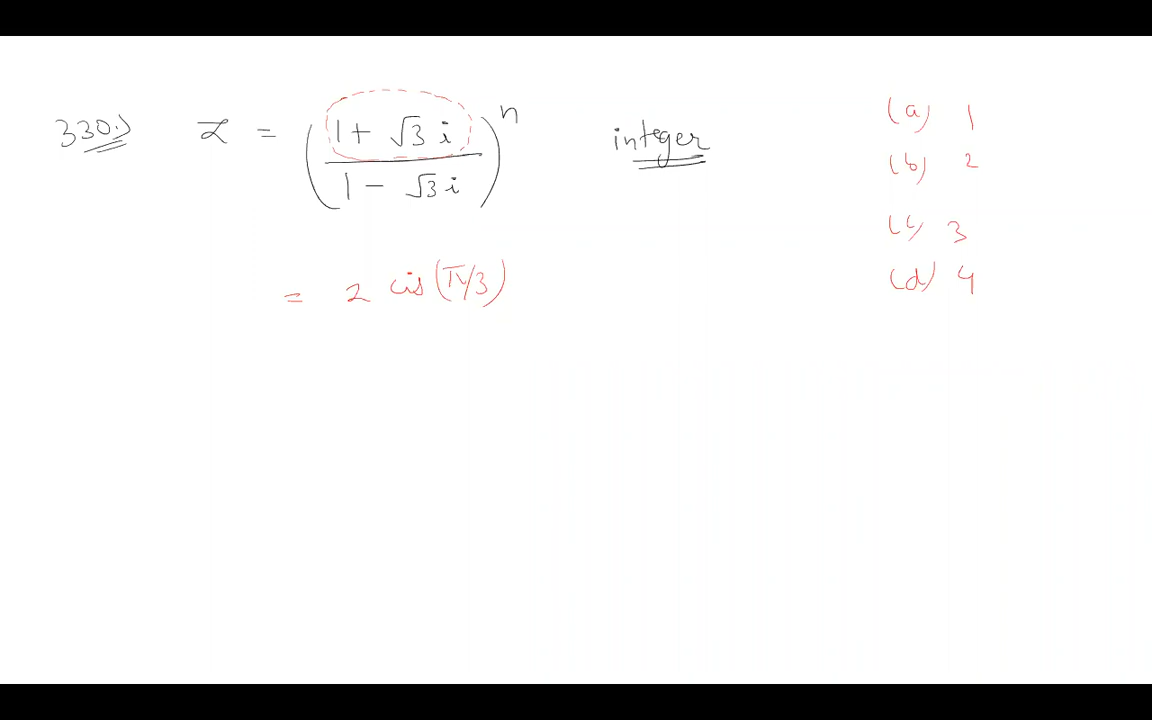 330.) z = ( (1 + √3 i) / (1 - √3 i) )^n integer
= 2 cis(π/3)
(a) 1
(b) 2
(c) 3
(d) 4